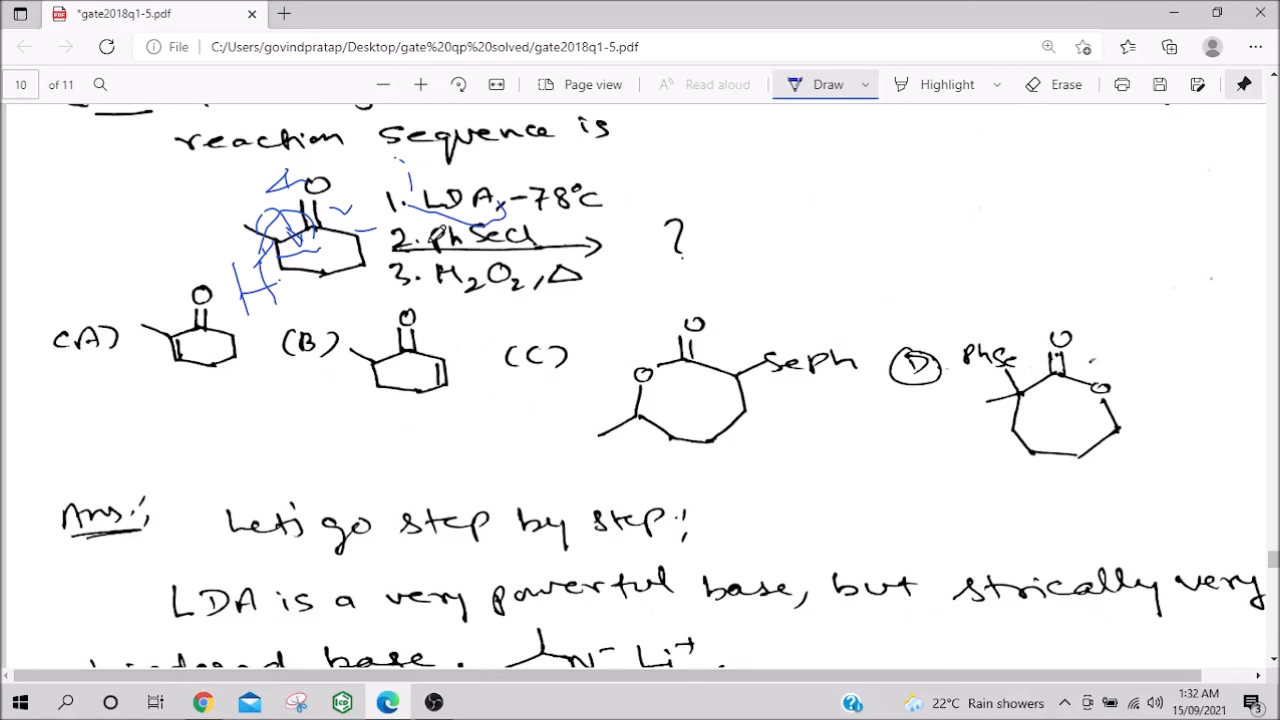 *gate2018q1-5.pdf
File C:/Users/govindpratap/Desktop/gate%20qp%20solved/gate2018q1-5.pdf
10 of 11 Page view Read aloud Draw Highlight Erase
reaction sequence is
O 1. LDA, -78°C
2. PhSeCl ?
H 3. H2O2, Δ
(A) O (B) O (C) O O SePh (D) PhSe O O
Ans:, Let's go step by step:,
LDA is a very powerful base, but strically very
base. N⁻ Li⁺
22°C Rain showers 1:32 AM
15/09/2021